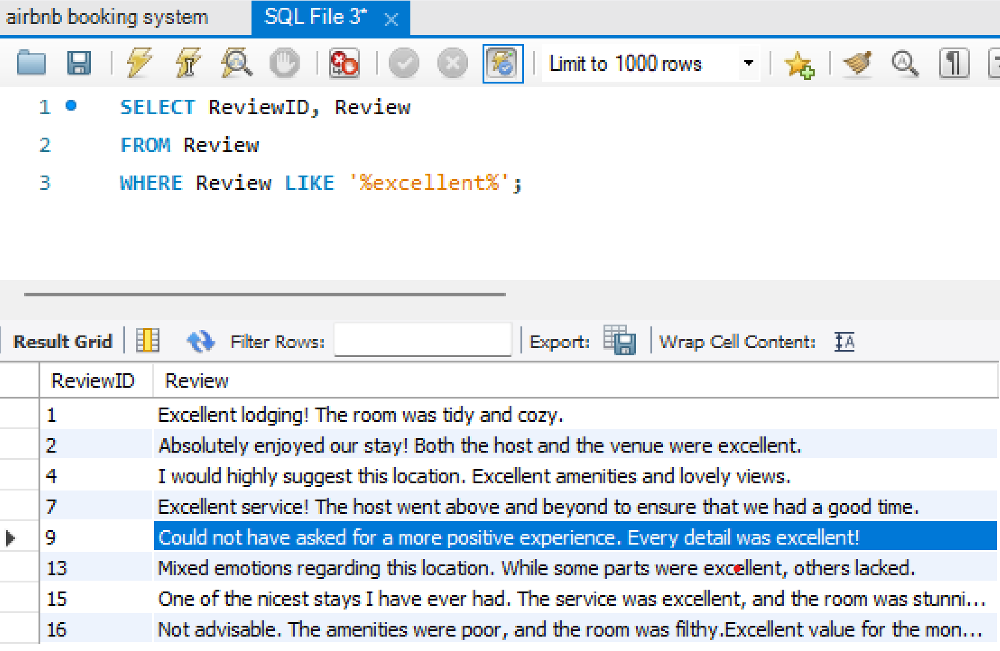 airbnb booking system SQL File 3*
Limit to 1000 rows
1 SELECT ReviewID, Review
2 FROM Review
3 WHERE Review LIKE '%excellent%';
Result Grid Filter Rows: Export: Wrap Cell Content:
ReviewID Review
1 Excellent lodging! The room was tidy and cozy.
2 Absolutely enjoyed our stay! Both the host and the venue were excellent.
4 I would highly suggest this location. Excellent amenities and lovely views.
7 Excellent service! The host went above and beyond to ensure that we had a good time.
9 Could not have asked for a more positive experience. Every detail was excellent!
13 Mixed emotions regarding this location. While some parts were excellent, others lacked.
15 One of the nicest stays I have ever had. The service was excellent, and the room was stunni...
16 Not advisable. The amenities were poor, and the room was filthy.Excellent value for the mon...